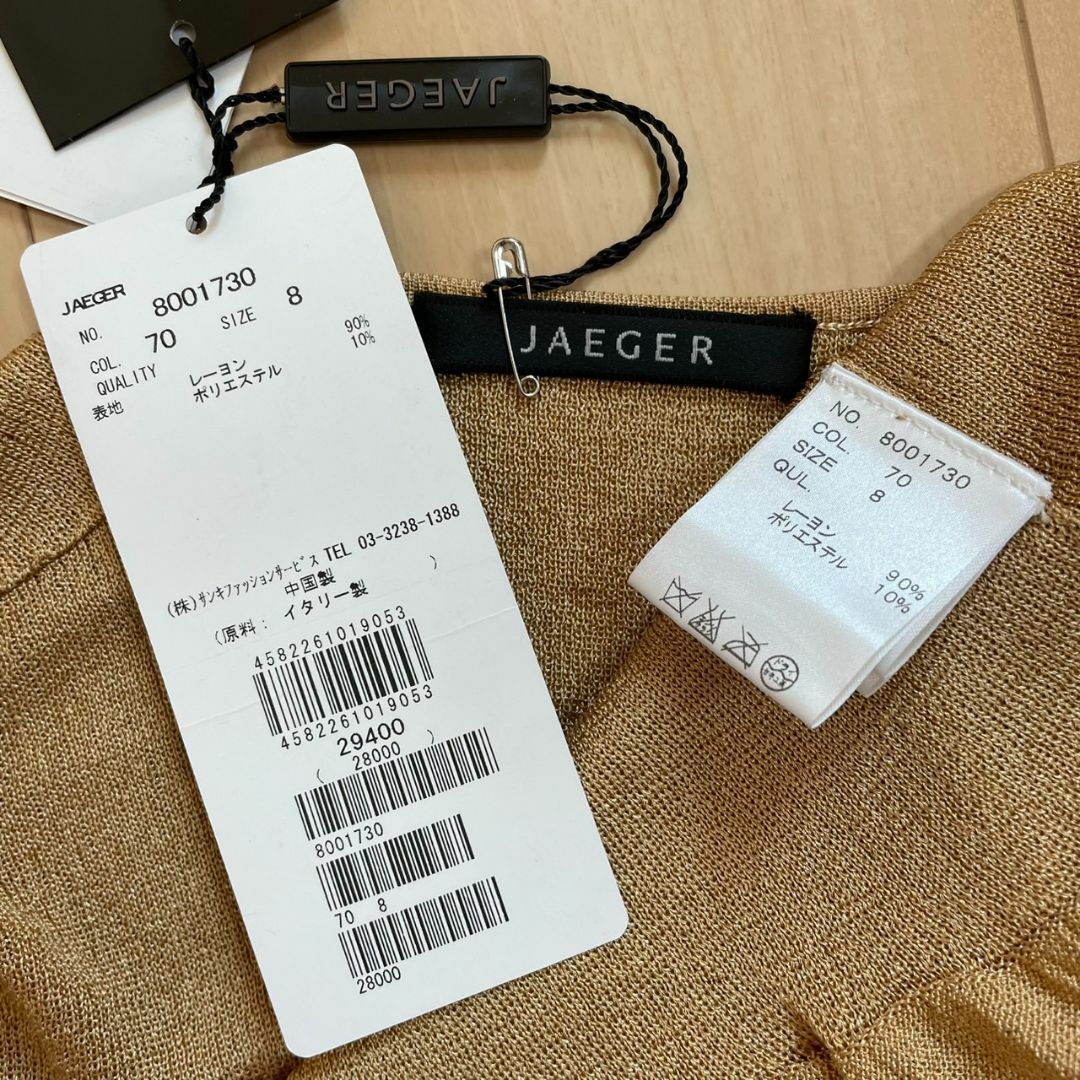 JAEGER
JAEGER
NO. 8001730
COL. 70 SIZE 8
QUALITY
表地 レーヨン 90%
ポリエステル 10%
(株)サンキファッションサービス TEL 03-3238-1388
中国製
(原料: イタリー製 )
4582261019053
4582261019053
29400
( 28000 )
8001730
70 8
28000
JAEGER
NO. 8001730
COL 70
SIZE 8
QUL.
レーヨン 90%
ポリエステル 10%
ドライ